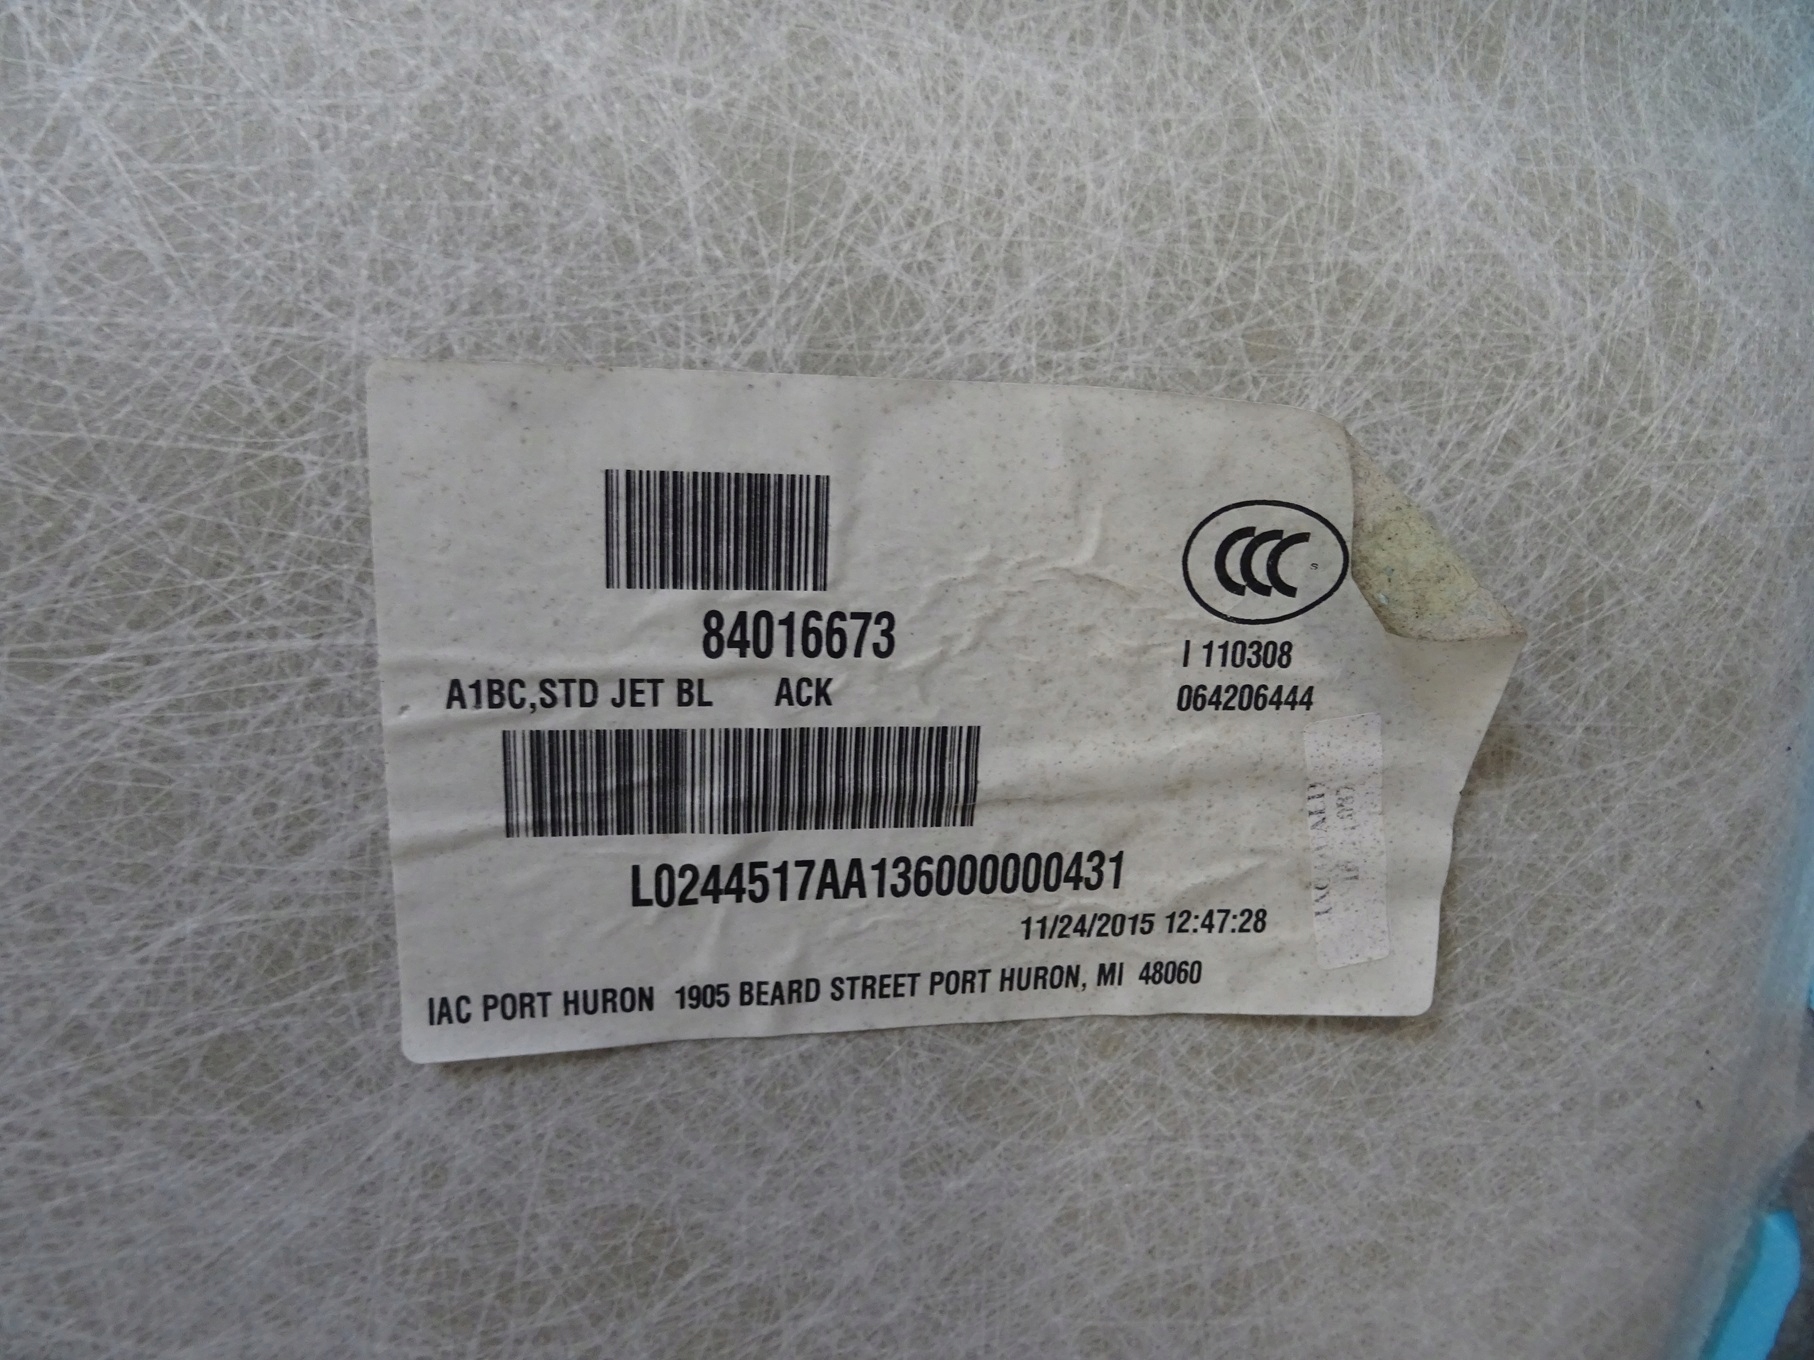 CCC S
84016673
I 110308
A1BC,STD JET BL ACK
064206444
L0244517AA136000000431
11/24/2015 12:47:28
IAC PORT HURON 1905 BEARD STREET PORT HURON, MI 48060